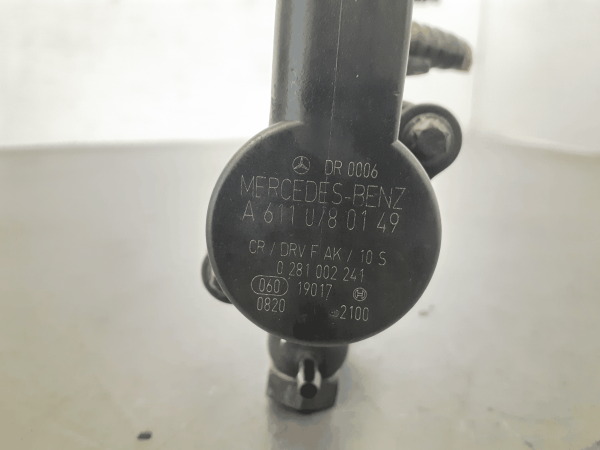 DR 0006
MERCEDES-BENZ
A 611 078 01 49
CR / DRV F AK / 10 S
0 281 002 241
060 19017
0820 2100